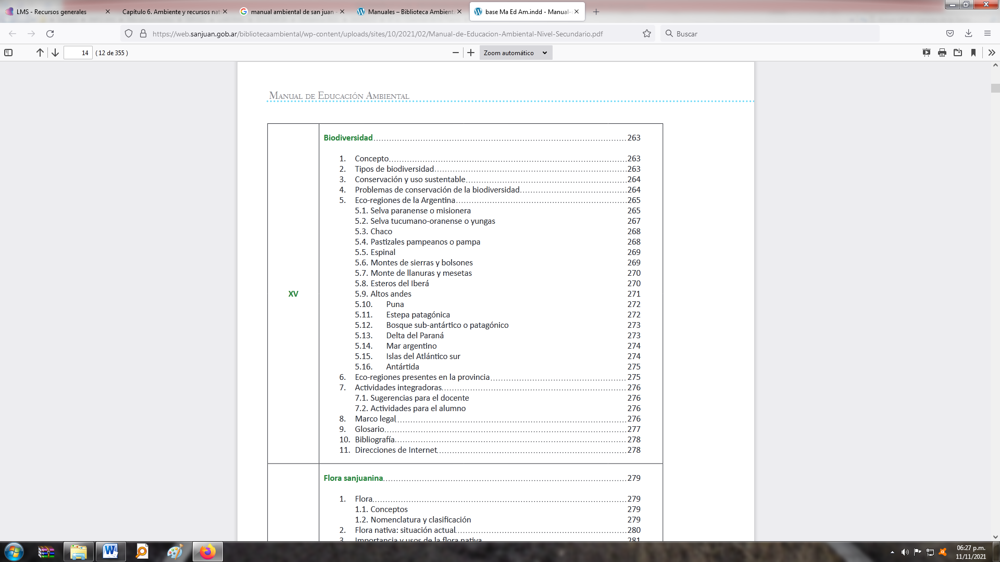 LMS - Recursos generales
Capítulo 6. Ambiente y recursos nat
manual ambiental de san juan -
Manuales – Biblioteca Ambienta
base Ma Ed Am.indd - Manual-
https://web.sanjuan.gob.ar/bibliotecaambiental/wp-content/uploads/sites/10/2021/02/Manual-de-Educacion-Ambiental-Nivel-Secundario.pdf
Buscar
14 (12 de 355)
Zoom automático
Manual de Educación Ambiental
Biodiversidad 263
1. Concepto 263
2. Tipos de biodiversidad 263
3. Conservación y uso sustentable 264
4. Problemas de conservación de la biodiversidad 264
5. Eco-regiones de la Argentina 265
5.1. Selva paranense o misionera 265
5.2. Selva tucumano-oranense o yungas 267
5.3. Chaco 268
5.4. Pastizales pampeanos o pampa 268
5.5. Espinal 269
5.6. Montes de sierras y bolsones 269
5.7. Monte de llanuras y mesetas 270
5.8. Esteros del Iberá 270
XV
5.9. Altos andes 271
5.10. Puna 272
5.11. Estepa patagónica 272
5.12. Bosque sub-antártico o patagónico 273
5.13. Delta del Paraná 273
5.14. Mar argentino 274
5.15. Islas del Atlántico sur 274
5.16. Antártida 275
6. Eco-regiones presentes en la provincia 275
7. Actividades integradoras 276
7.1. Sugerencias para el docente 276
7.2. Actividades para el alumno 276
8. Marco legal 276
9. Glosario 277
10. Bibliografía 278
11. Direcciones de Internet 278
Flora sanjuanina 279
1. Flora 279
1.1. Conceptos 279
1.2. Nomenclatura y clasificación 279
2. Flora nativa: situación actual 280
3. Importancia y usos de la flora nativa 281
06:27 p.m.
11/11/2021